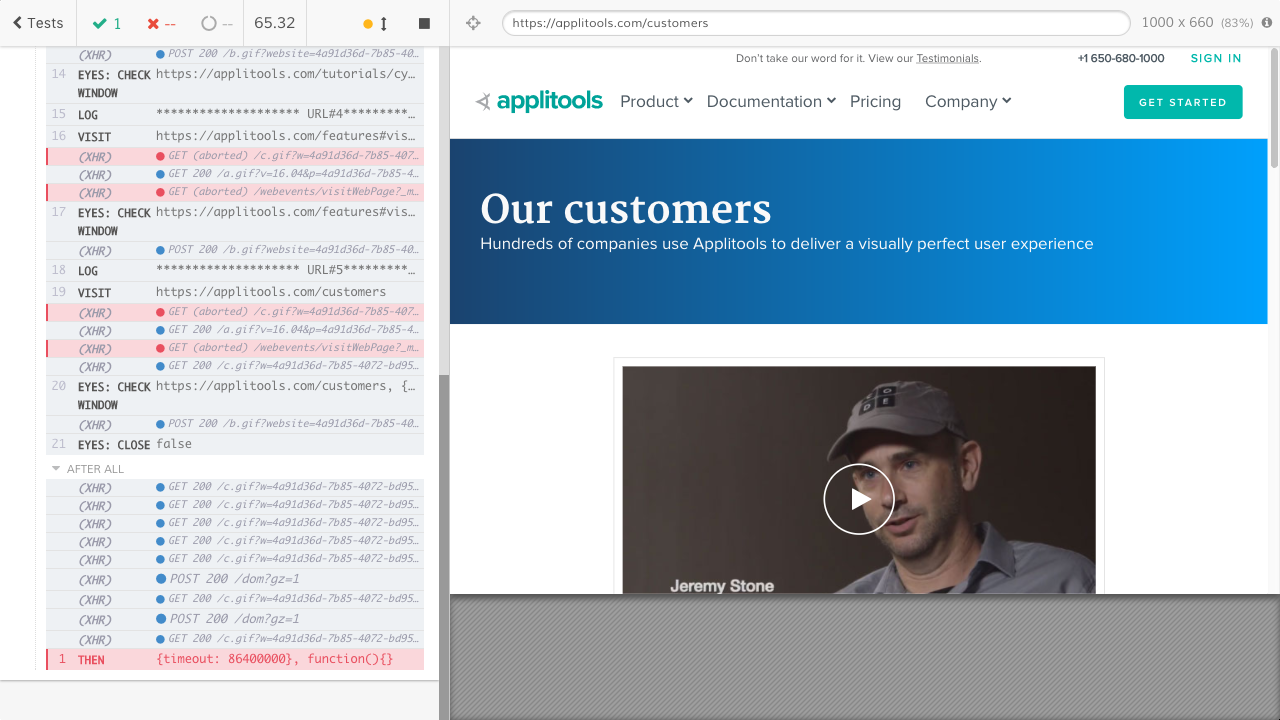 Tests
1
--
--
65.32
https://applitools.com/customers
1000 x 660 (83%)
(XHR) POST 200 /b.gif?website=4a91d36d-7b85-40…
14 EYES: CHECK WINDOW https://applitools.com/tutorials/cy…
15 LOG ******************** URL#4*********…
16 VISIT https://applitools.com/features#vis…
(XHR) GET (aborted) /c.gif?w=4a91d36d-7b85-407…
(XHR) GET 200 /a.gif?v=16.04&p=4a91d36d-7b85-4…
(XHR) GET (aborted) /webevents/visitWebPage?_m…
17 EYES: CHECK WINDOW https://applitools.com/features#vis…
(XHR) POST 200 /b.gif?website=4a91d36d-7b85-40…
18 LOG ******************** URL#5*********…
19 VISIT https://applitools.com/customers
(XHR) GET (aborted) /c.gif?w=4a91d36d-7b85-407…
(XHR) GET 200 /a.gif?v=16.04&p=4a91d36d-7b85-4…
(XHR) GET (aborted) /webevents/visitWebPage?_m…
(XHR) GET 200 /c.gif?w=4a91d36d-7b85-4072-bd95…
20 EYES: CHECK WINDOW https://applitools.com/customers, {…
(XHR) POST 200 /b.gif?website=4a91d36d-7b85-40…
21 EYES: CLOSE false
AFTER ALL
(XHR) GET 200 /c.gif?w=4a91d36d-7b85-4072-bd95…
(XHR) GET 200 /c.gif?w=4a91d36d-7b85-4072-bd95…
(XHR) GET 200 /c.gif?w=4a91d36d-7b85-4072-bd95…
(XHR) GET 200 /c.gif?w=4a91d36d-7b85-4072-bd95…
(XHR) GET 200 /c.gif?w=4a91d36d-7b85-4072-bd95…
(XHR) POST 200 /dom?gz=1
(XHR) GET 200 /c.gif?w=4a91d36d-7b85-4072-bd95…
(XHR) POST 200 /dom?gz=1
(XHR) GET 200 /c.gif?w=4a91d36d-7b85-4072-bd95…
1 THEN {timeout: 86400000}, function(){}
Don't take our word for it. View our Testimonials.
+1 650-680-1000
SIGN IN
applitools
Product
Documentation
Pricing
Company
GET STARTED
Our customers
Hundreds of companies use Applitools to deliver a visually perfect user experience
Jeremy Stone